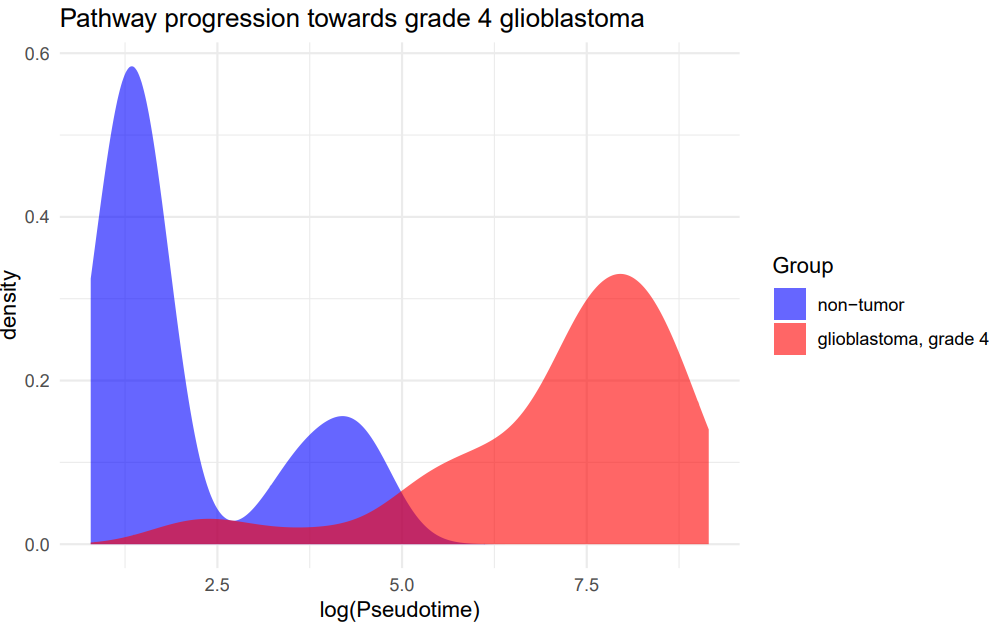 Pathway progression towards grade 4 glioblastoma
0.6
0.4
0.2
0.0
density
2.5
5.0
7.5
log(Pseudotime)
Group
non−tumor
glioblastoma, grade 4